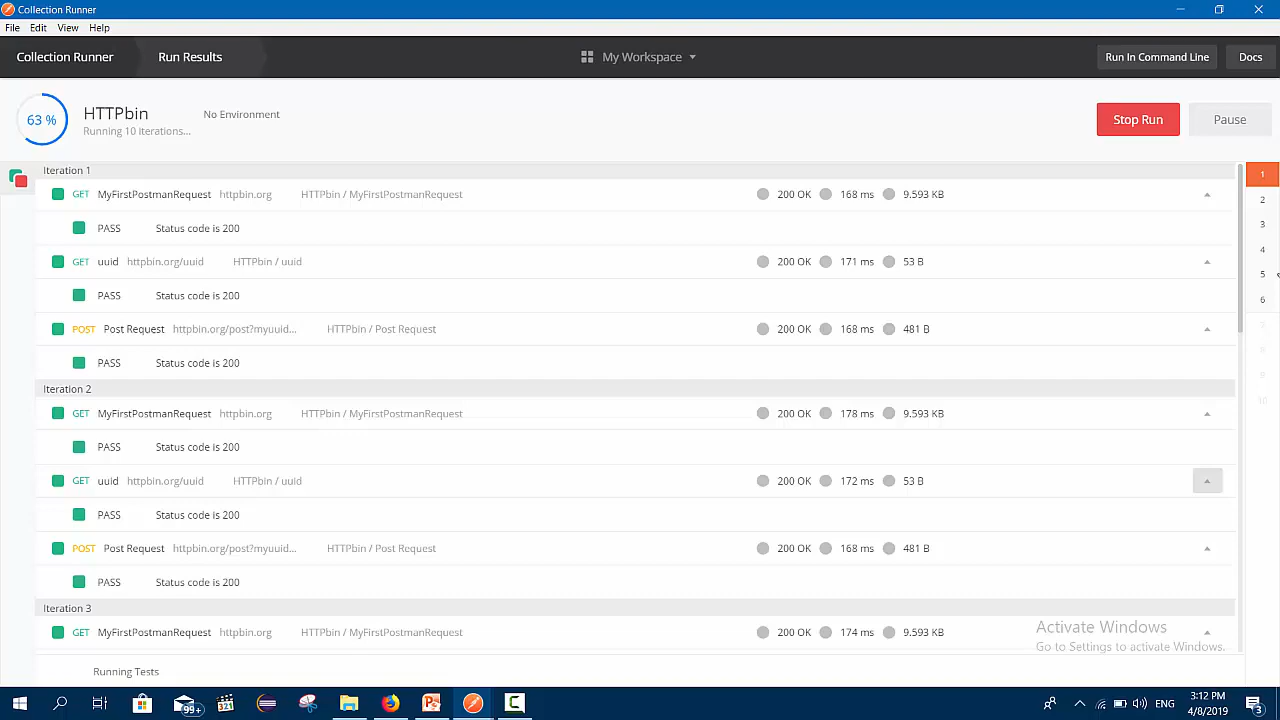 Collection Runner
File Edit View Help
Collection Runner Run Results My Workspace Run In Command Line Docs
63 % HTTPbin No Environment Stop Run Pause
Running 10 Iterations...
Iteration 1 1
GET MyFirstPostmanRequest httpbin.org HTTPbin / MyFirstPostmanRequest 200 OK 168 ms 9.593 KB 2
PASS Status code is 200 3
GET uuid httpbin.org/uuid HTTPbin / uuid 200 OK 171 ms 53 B 4
5
PASS Status code is 200 6
POST Post Request httpbin.org/post?myuuid... HTTPbin / Post Request 200 OK 168 ms 481 B 7
8
PASS Status code is 200 9
Iteration 2 10
GET MyFirstPostmanRequest httpbin.org HTTPbin / MyFirstPostmanRequest 200 OK 178 ms 9.593 KB
PASS Status code is 200
GET uuid httpbin.org/uuid HTTPbin / uuid 200 OK 172 ms 53 B
PASS Status code is 200
POST Post Request httpbin.org/post?myuuid... HTTPbin / Post Request 200 OK 168 ms 481 B
PASS Status code is 200
Iteration 3
GET MyFirstPostmanRequest httpbin.org HTTPbin / MyFirstPostmanRequest 200 OK 174 ms 9.593 KB
Activate Windows
Go to Settings to activate Windows.
Running Tests
99+ 321 ENG 3:12 PM
4/8/2019 3